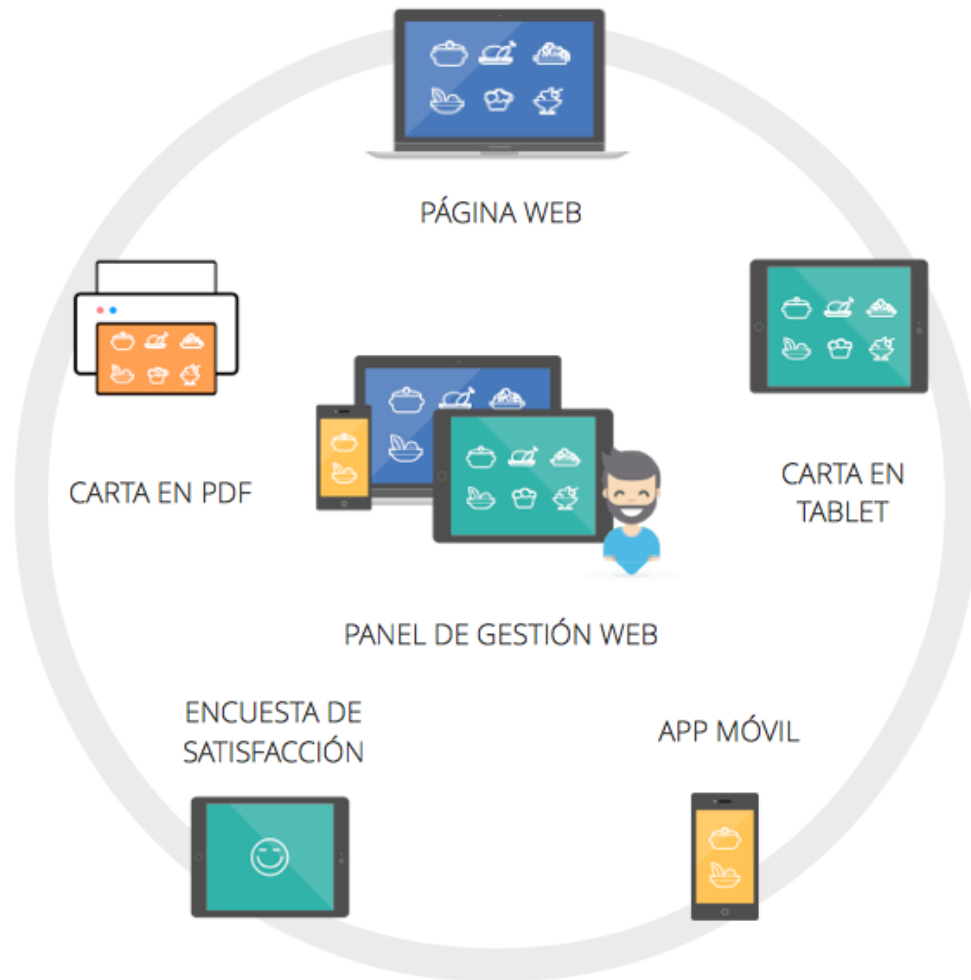 PÁGINA WEB
CARTA EN PDF
CARTA EN
TABLET
PANEL DE GESTIÓN WEB
ENCUESTA DE
SATISFACCIÓN
APP MÓVIL